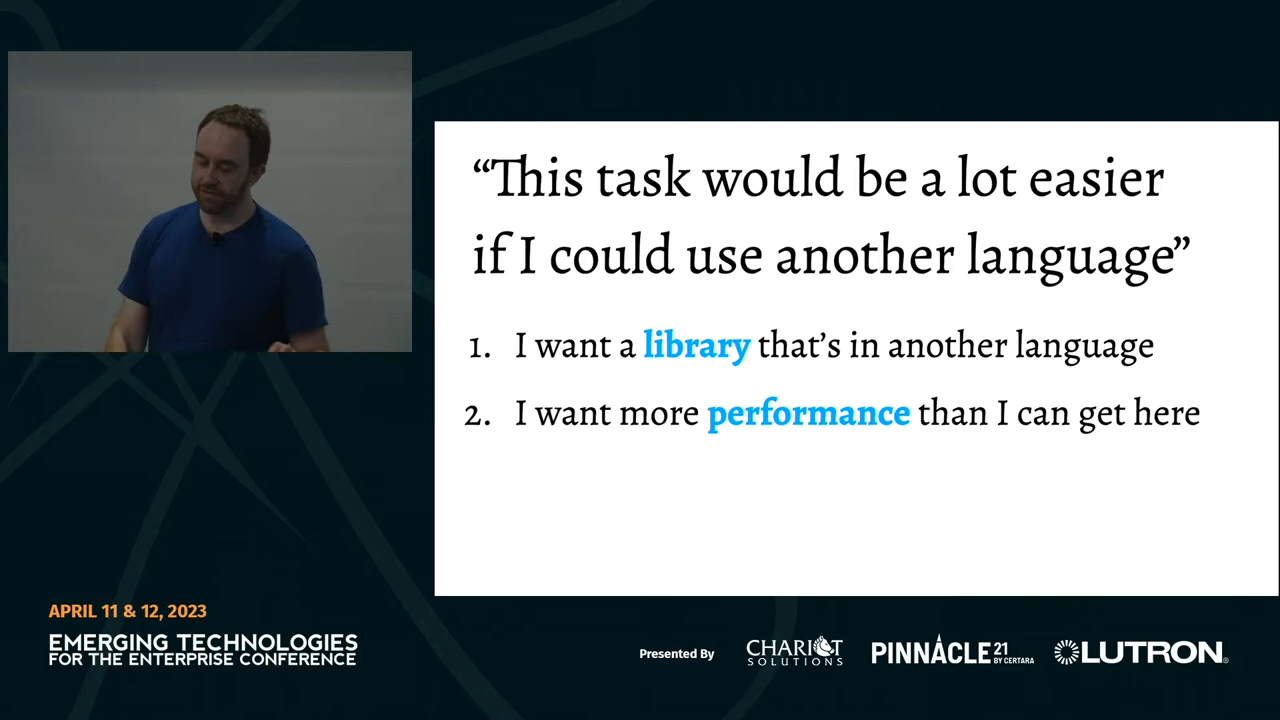 “This task would be a lot easier
if I could use another language”
1. I want a library that’s in another language
2. I want more performance than I can get here
APRIL 11 & 12, 2023
EMERGING TECHNOLOGIES
FOR THE ENTERPRISE CONFERENCE
Presented By
CHARIOT
SOLUTIONS
PINNACLE 21
BY CERTARA
LUTRON®